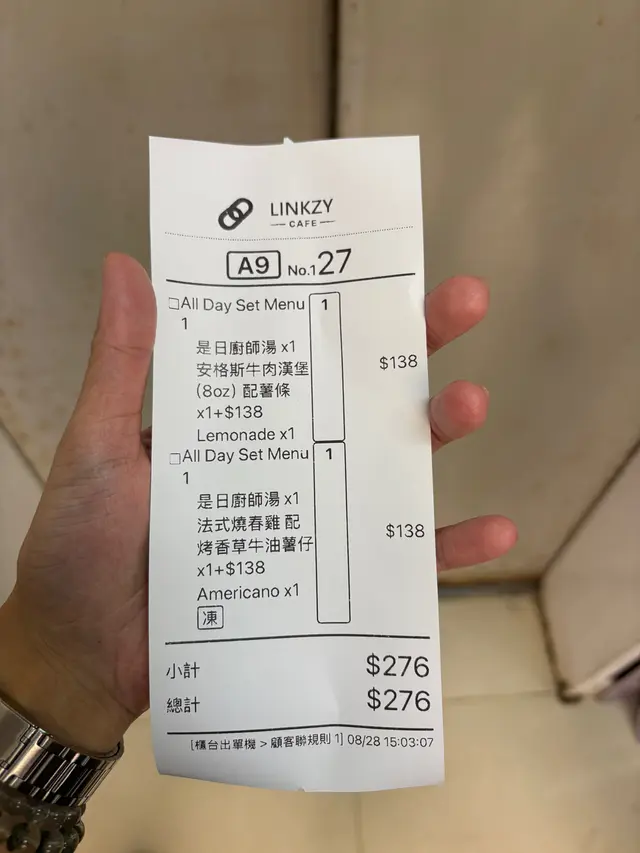 LINKZY
CAFE
A9 No.127
□All Day Set Menu 1
1
是日廚師湯 x1
安格斯牛肉漢堡
(8oz) 配薯條
x1+$138
$138
Lemonade x1
□All Day Set Menu 1
1
是日廚師湯 x1
法式燒春雞 配
烤香草牛油薯仔
x1+$138
$138
Americano x1
凍
小計 $276
總計 $276
[櫃台出單機 > 顧客聯規則 1] 08/28 15:03:07